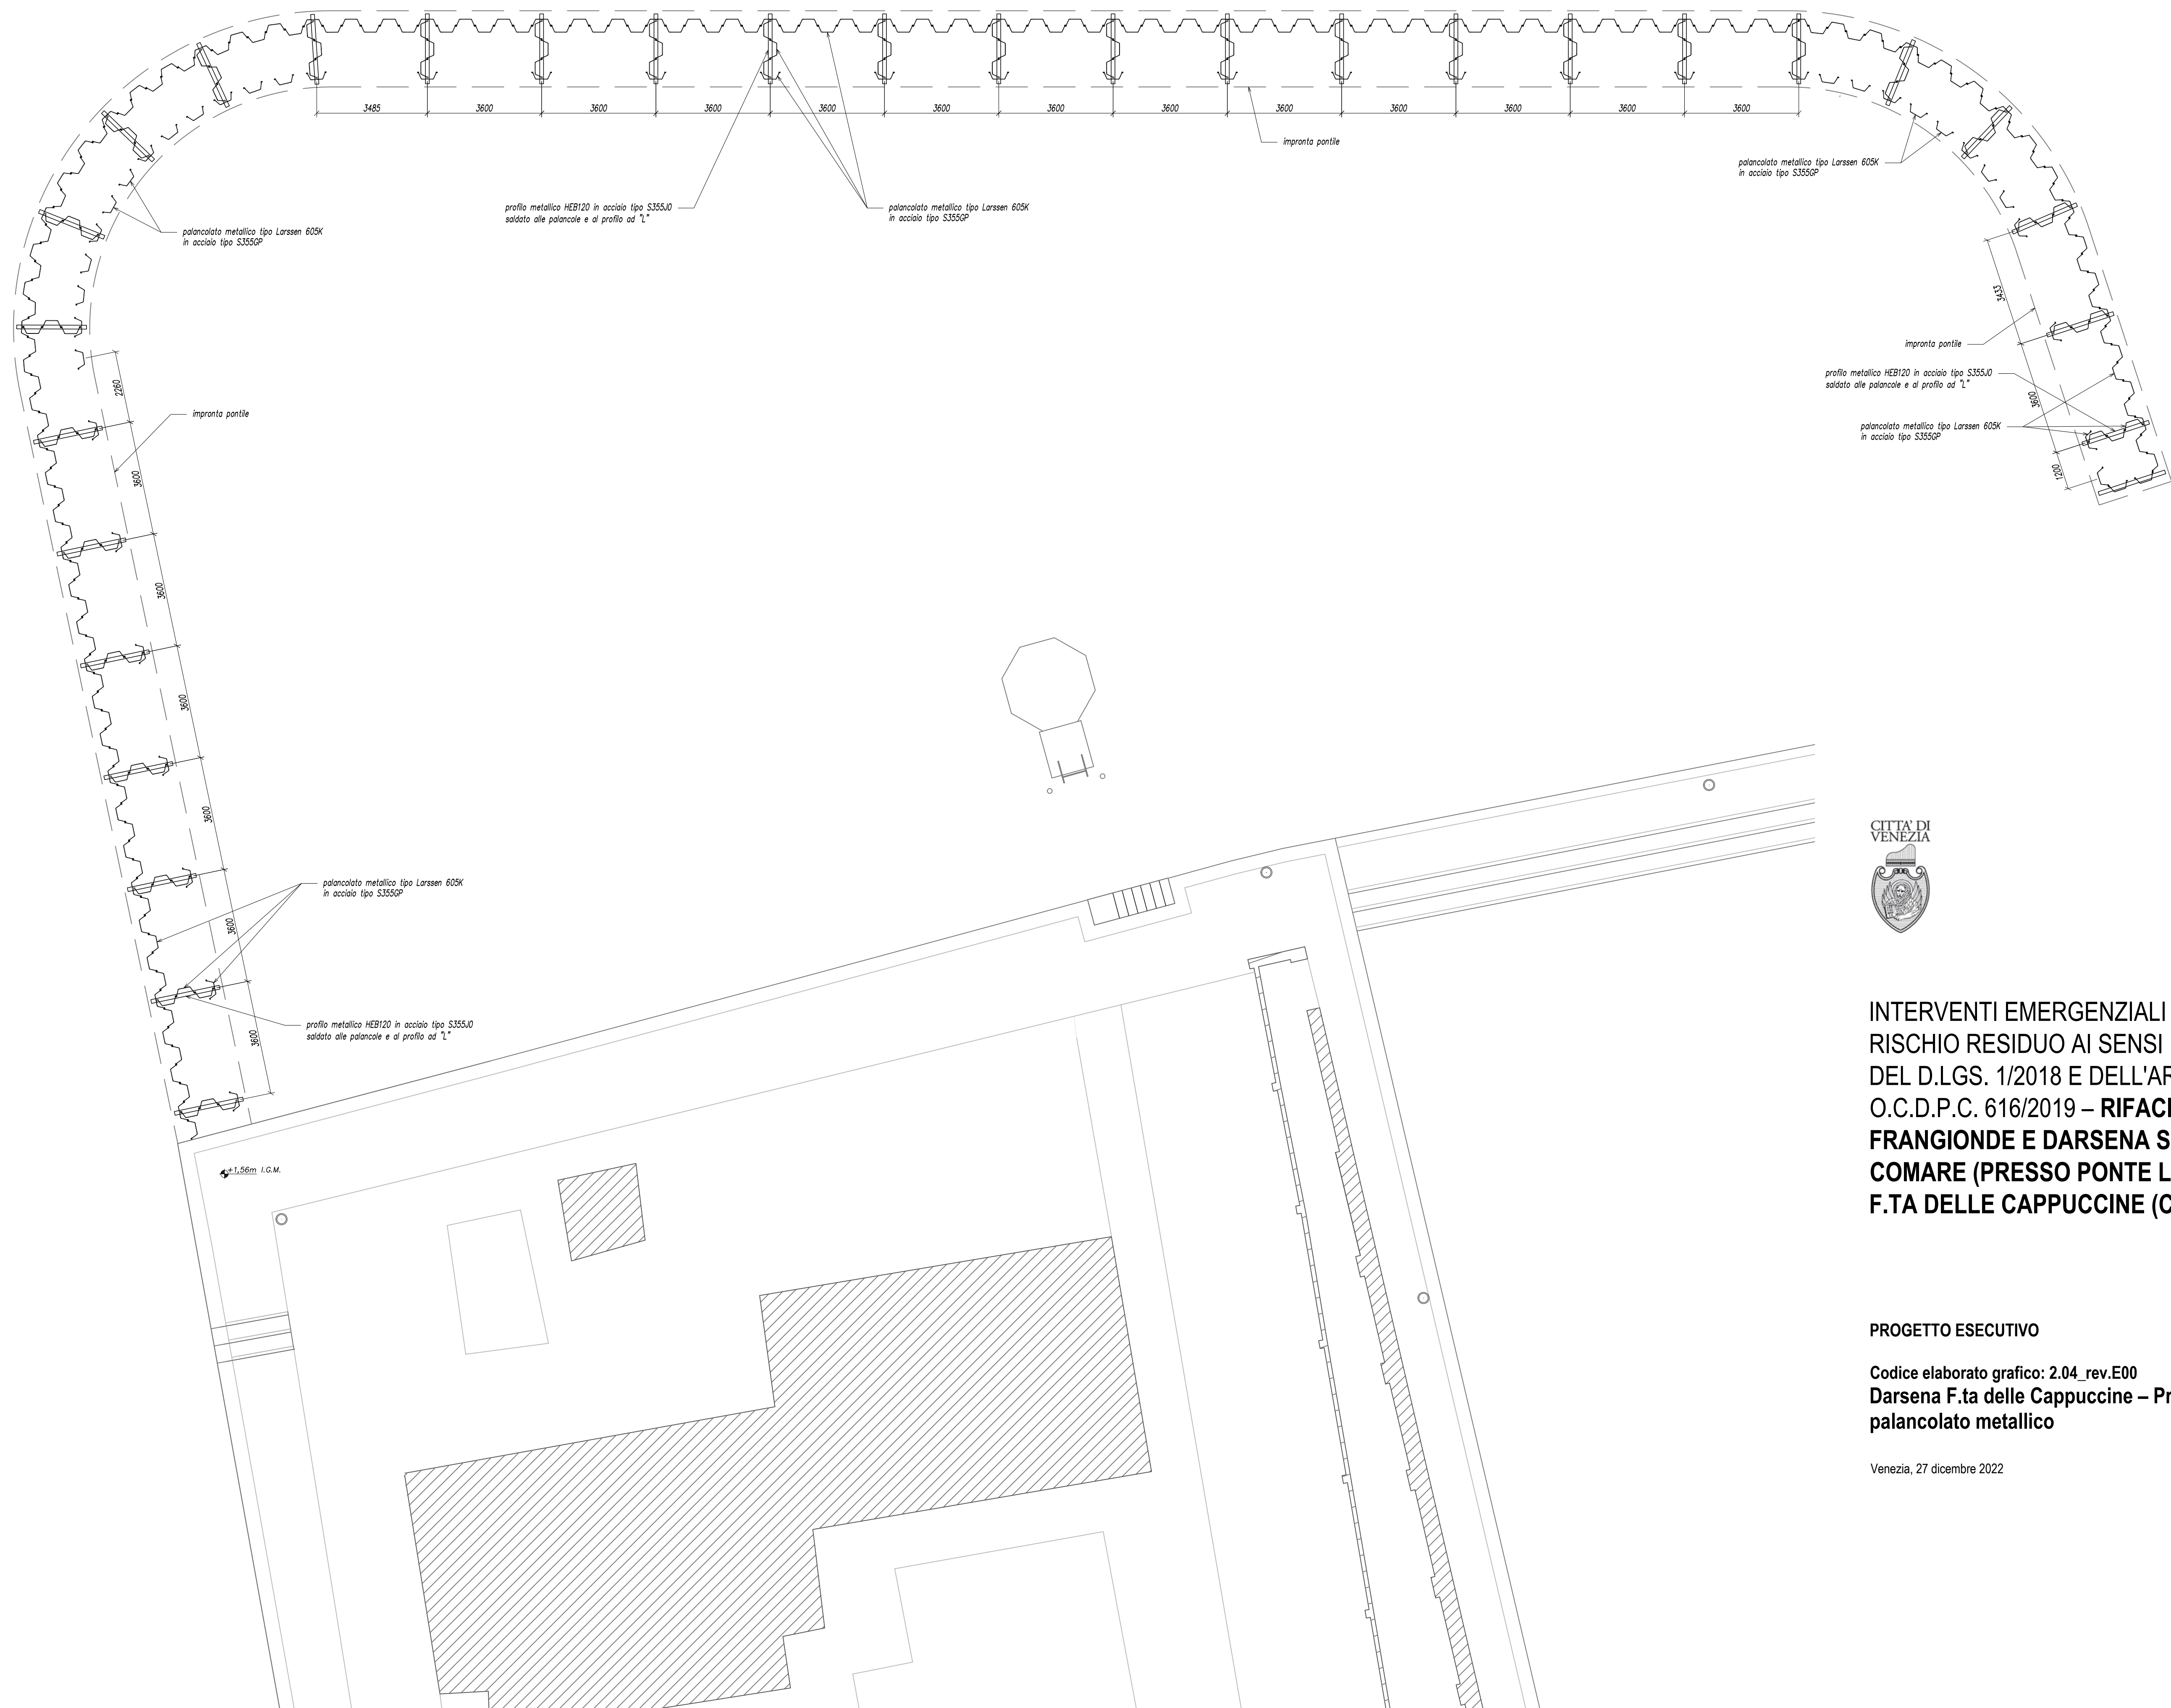 3485
3600
3600
3600
3600
3600
3600
3600
3600
3600
3600
3600
3600
impronta pontile
palancolato metallico tipo Larssen 605K
in acciaio tipo S355GP
profilo metallico HEB120 in acciaio tipo S355J0
saldato alle palancole e al profilo ad "L"
palancolato metallico tipo Larssen 605K
in acciaio tipo S355GP
palancolato metallico tipo Larssen 605K
in acciaio tipo S355GP
3433
impronta pontile
profilo metallico HEB120 in acciaio tipo S355J0
saldato alle palancole e al profilo ad "L"
3600
palancolato metallico tipo Larssen 605K
in acciaio tipo S355GP
1200
2260
impronta pontile
3600
3600
3600
3600
3600
3600
palancolato metallico tipo Larssen 605K
in acciaio tipo S355GP
profilo metallico HEB120 in acciaio tipo S355J0
saldato alle palancole e al profilo ad "L"
+1,56m I.G.M.
CITTA' DI
VENEZIA
INTERVENTI EMERGENZIALI
RISCHIO RESIDUO AI SENSI
DEL D.LGS. 1/2018 E DELL'AR
O.C.D.P.C. 616/2019 – RIFACI
FRANGIONDE E DARSENA S
COMARE (PRESSO PONTE L
F.TA DELLE CAPPUCCINE (C
PROGETTO ESECUTIVO
Codice elaborato grafico: 2.04_rev.E00
Darsena F.ta delle Cappuccine – Pr
palancolato metallico
Venezia, 27 dicembre 2022